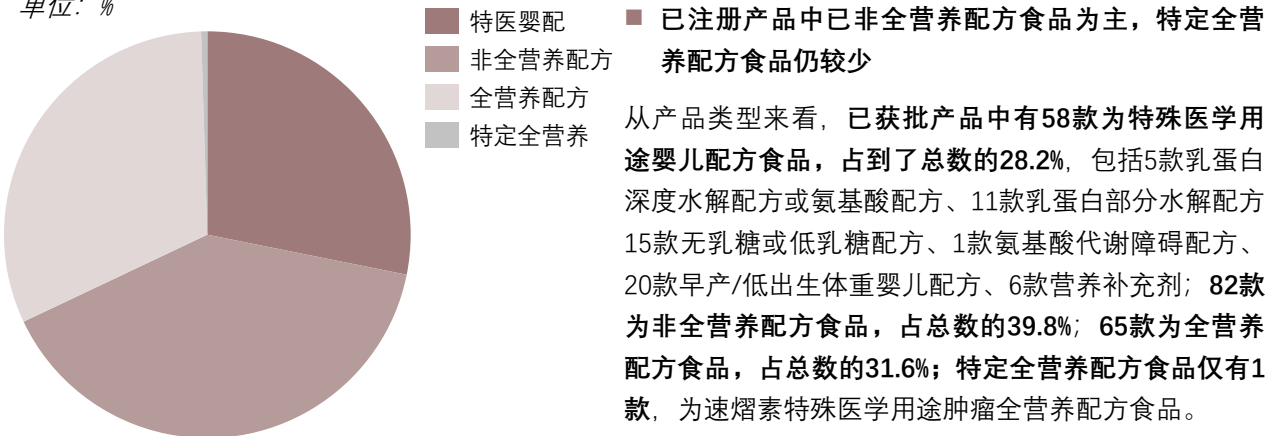 单位：%
特医婴配
非全营养配方
全营养配方
特定全营养
■ 已注册产品中已非全营养配方食品为主，特定全营
养配方食品仍较少
从产品类型来看，已获批产品中有58款为特殊医学用
途婴儿配方食品，占到了总数的28.2%，包括5款乳蛋白
深度水解配方或氨基酸配方、11款乳蛋白部分水解配方
15款无乳糖或低乳糖配方、1款氨基酸代谢障碍配方、
20款早产/低出生体重婴儿配方、6款营养补充剂；82款
为非全营养配方食品，占总数的39.8%；65款为全营养
配方食品，占总数的31.6%；特定全营养配方食品仅有1
款，为速熠素特殊医学用途肿瘤全营养配方食品。